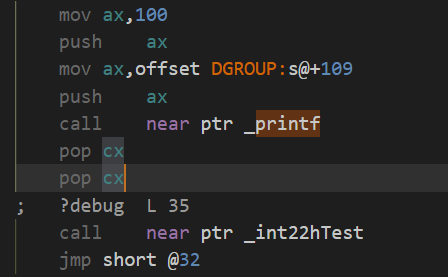 mov ax,100
push    ax
mov ax,offset DGROUP:s@+109
push    ax
call    near ptr _printf
pop cx
pop cx
;   ?debug  L 35
call    near ptr _int22hTest
jmp short @32